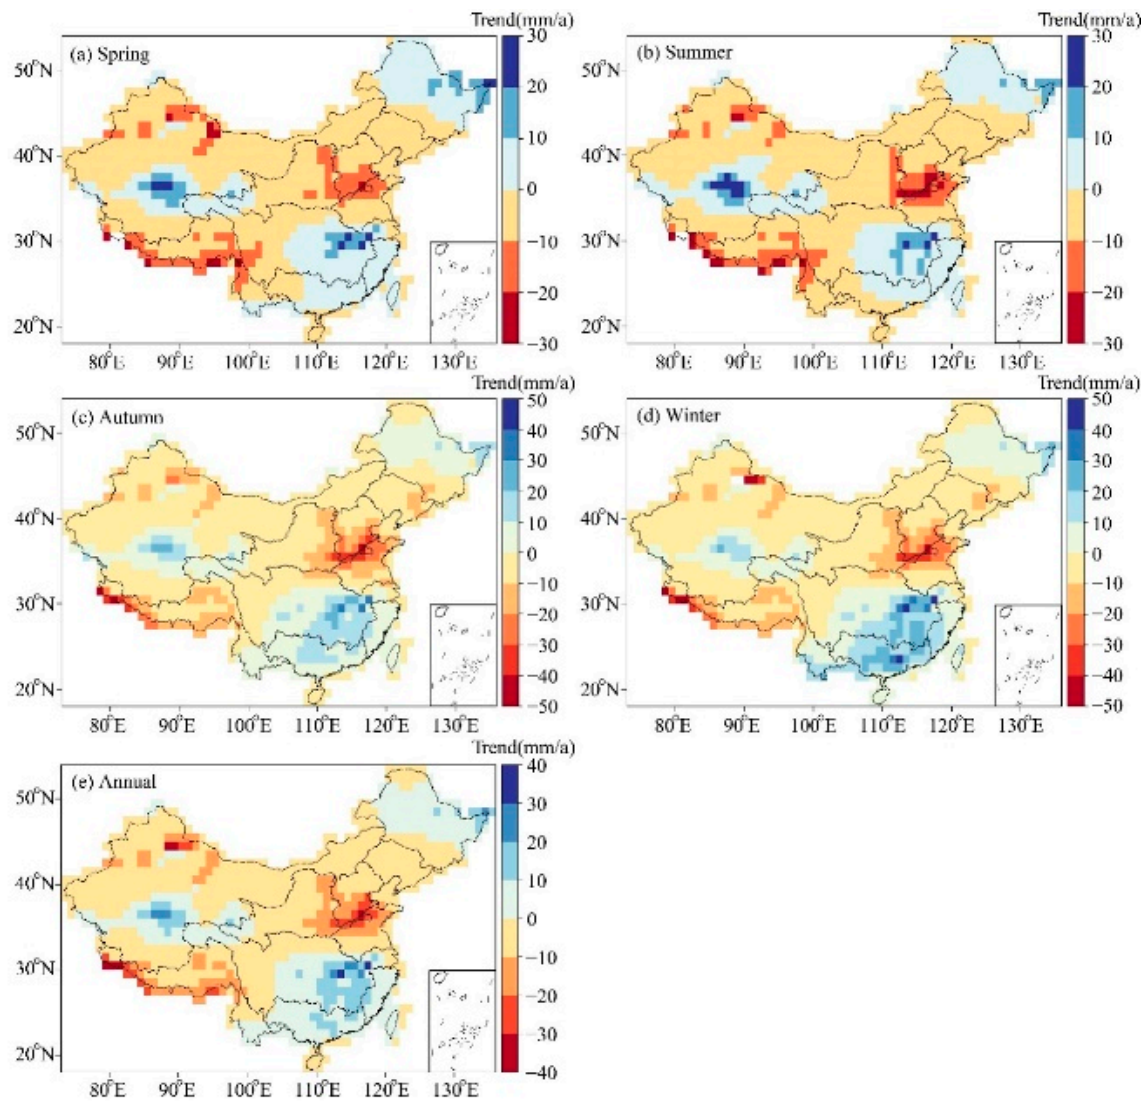 Trend(mm/a) Trend(mm/a)
(a) Spring 30 (b) Summer 30
50°N 20 50°N 20
10 10
40°N 0 40°N 0
30°N −10 30°N −10
−20 −20
20°N −30 20°N −30
80°E 90°E 100°E 110°E 120°E 130°E 80°E 90°E 100°E 110°E 120°E 130°E
Trend(mm/a) Trend(mm/a)
(c) Autumn 50 (d) Winter 50
50°N 40 50°N 40
30 30
20 20
40°N 10 40°N 10
0 0
−10 −10
30°N −20 30°N −20
−30 −30
20°N −40 20°N −40
−50 −50
80°E 90°E 100°E 110°E 120°E 130°E 80°E 90°E 100°E 110°E 120°E 130°E
Trend(mm/a)
(e) Annual 40
50°N 30
20
40°N 10
0
30°N −10
−20
−30
20°N −40
80°E 90°E 100°E 110°E 120°E 130°E